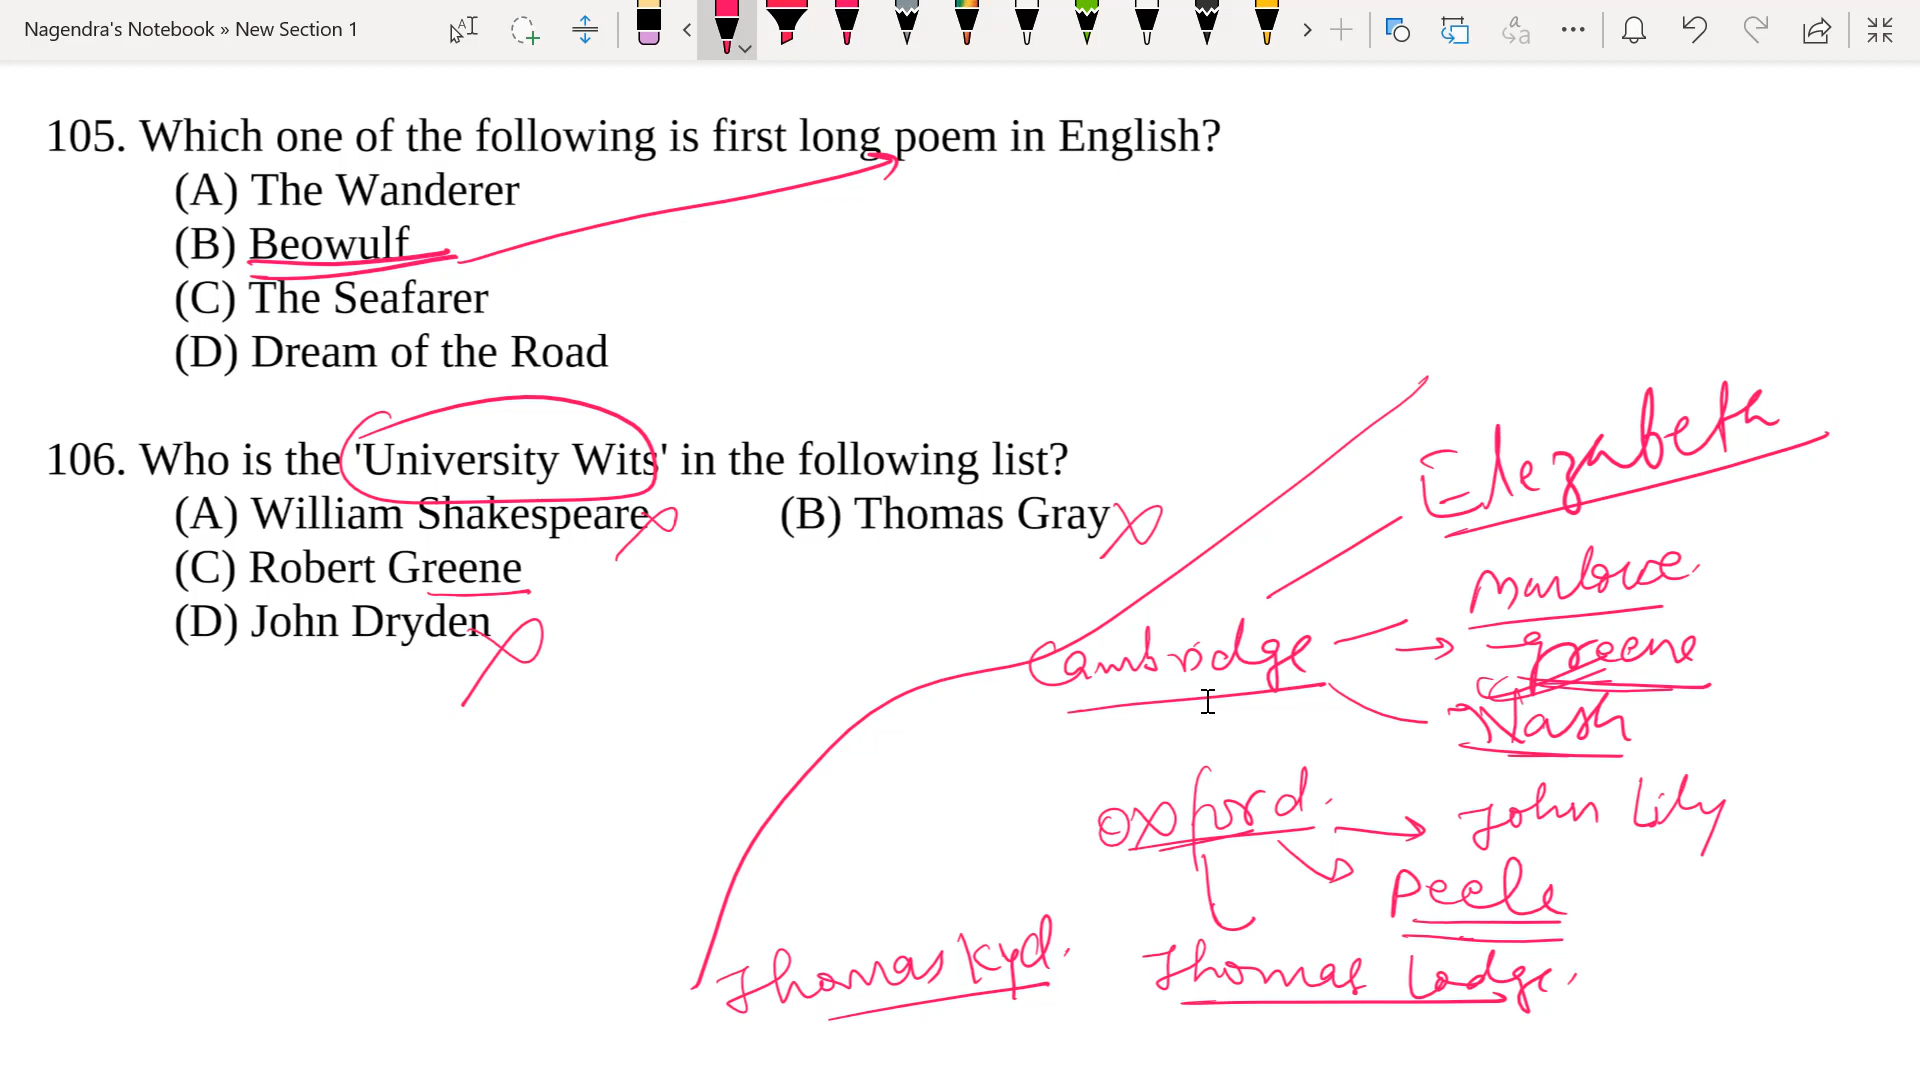 Nagendra's Notebook » New Section 1
105. Which one of the following is first long poem in English?
(A) The Wanderer
(B) Beowulf
(C) The Seafarer
(D) Dream of the Road
106. Who is the 'University Wits' in the following list?
(A) William Shakespeare (B) Thomas Gray
(C) Robert Greene
(D) John Dryden
Elezabeth
Marlowe.
Cambridge
greene
Nash
Oxford.
John Lily
Peele
Thomas Kyd.
Thomas Lodge.